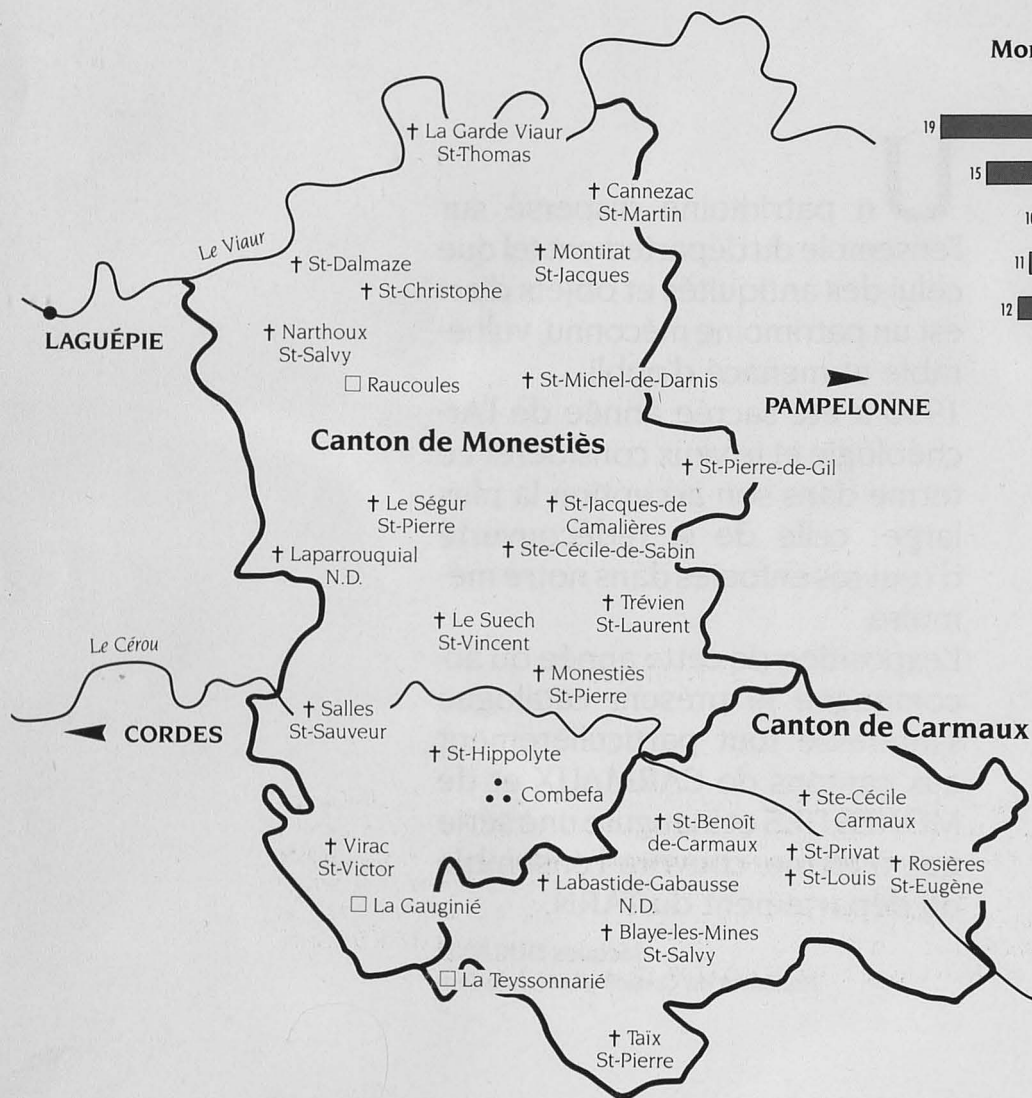 Mon
19
15
10
11
12
✝ La Garde Viaur
St-Thomas
✝ Cannezac
St-Martin
Le Viaur
✝ St-Dalmaze
✝ Montirat
St-Jacques
✝ St-Christophe
LAGUÉPIE
✝ Narthoux
St-Salvy
□ Raucoules
✝ St-Michel-de-Darnis
PAMPELONNE
Canton de Monestiès
✝ St-Pierre-de-Gil
✝ Le Ségur
St-Pierre
✝ St-Jacques-de
Camalières
✝ Laparrouquial
N.D.
✝ Ste-Cécile-de-Sabin
✝ Trévien
St-Laurent
✝ Le Suech
St-Vincent
Le Cérou
✝ Monestiès
St-Pierre
✝ Salles
St-Sauveur
CORDES
Canton de Carmaux
✝ St-Hippolyte
Combefa
✝ Ste-Cécile
Carmaux
✝ St-Benoît
de-Carmaux
✝ Virac
St-Victor
✝ St-Privat
✝ St-Louis
✝ Rosières
St-Eugène
✝ Labastide-Gabausse
N.D.
□ La Gauginié
✝ Blaye-les-Mines
St-Salvy
□ La Teyssonnarié
✝ Taïx
St-Pierre